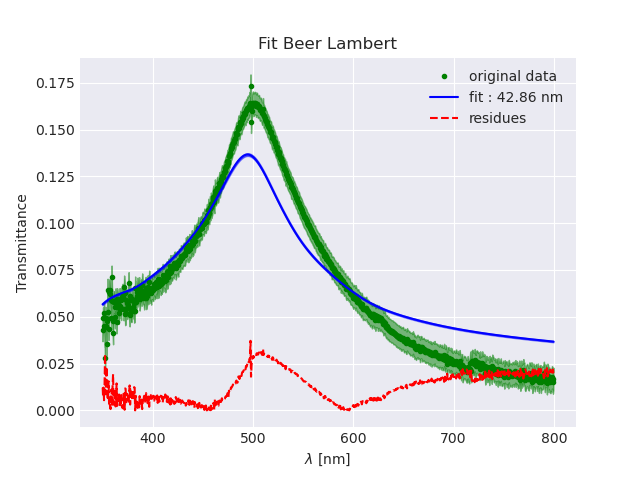 Fit Beer Lambert
original data
fit : 42.86 nm
residues
0.175
0.150
0.125
0.100
0.075
0.050
0.025
0.000
Transmittance
400
500
600
700
800
λ [nm]